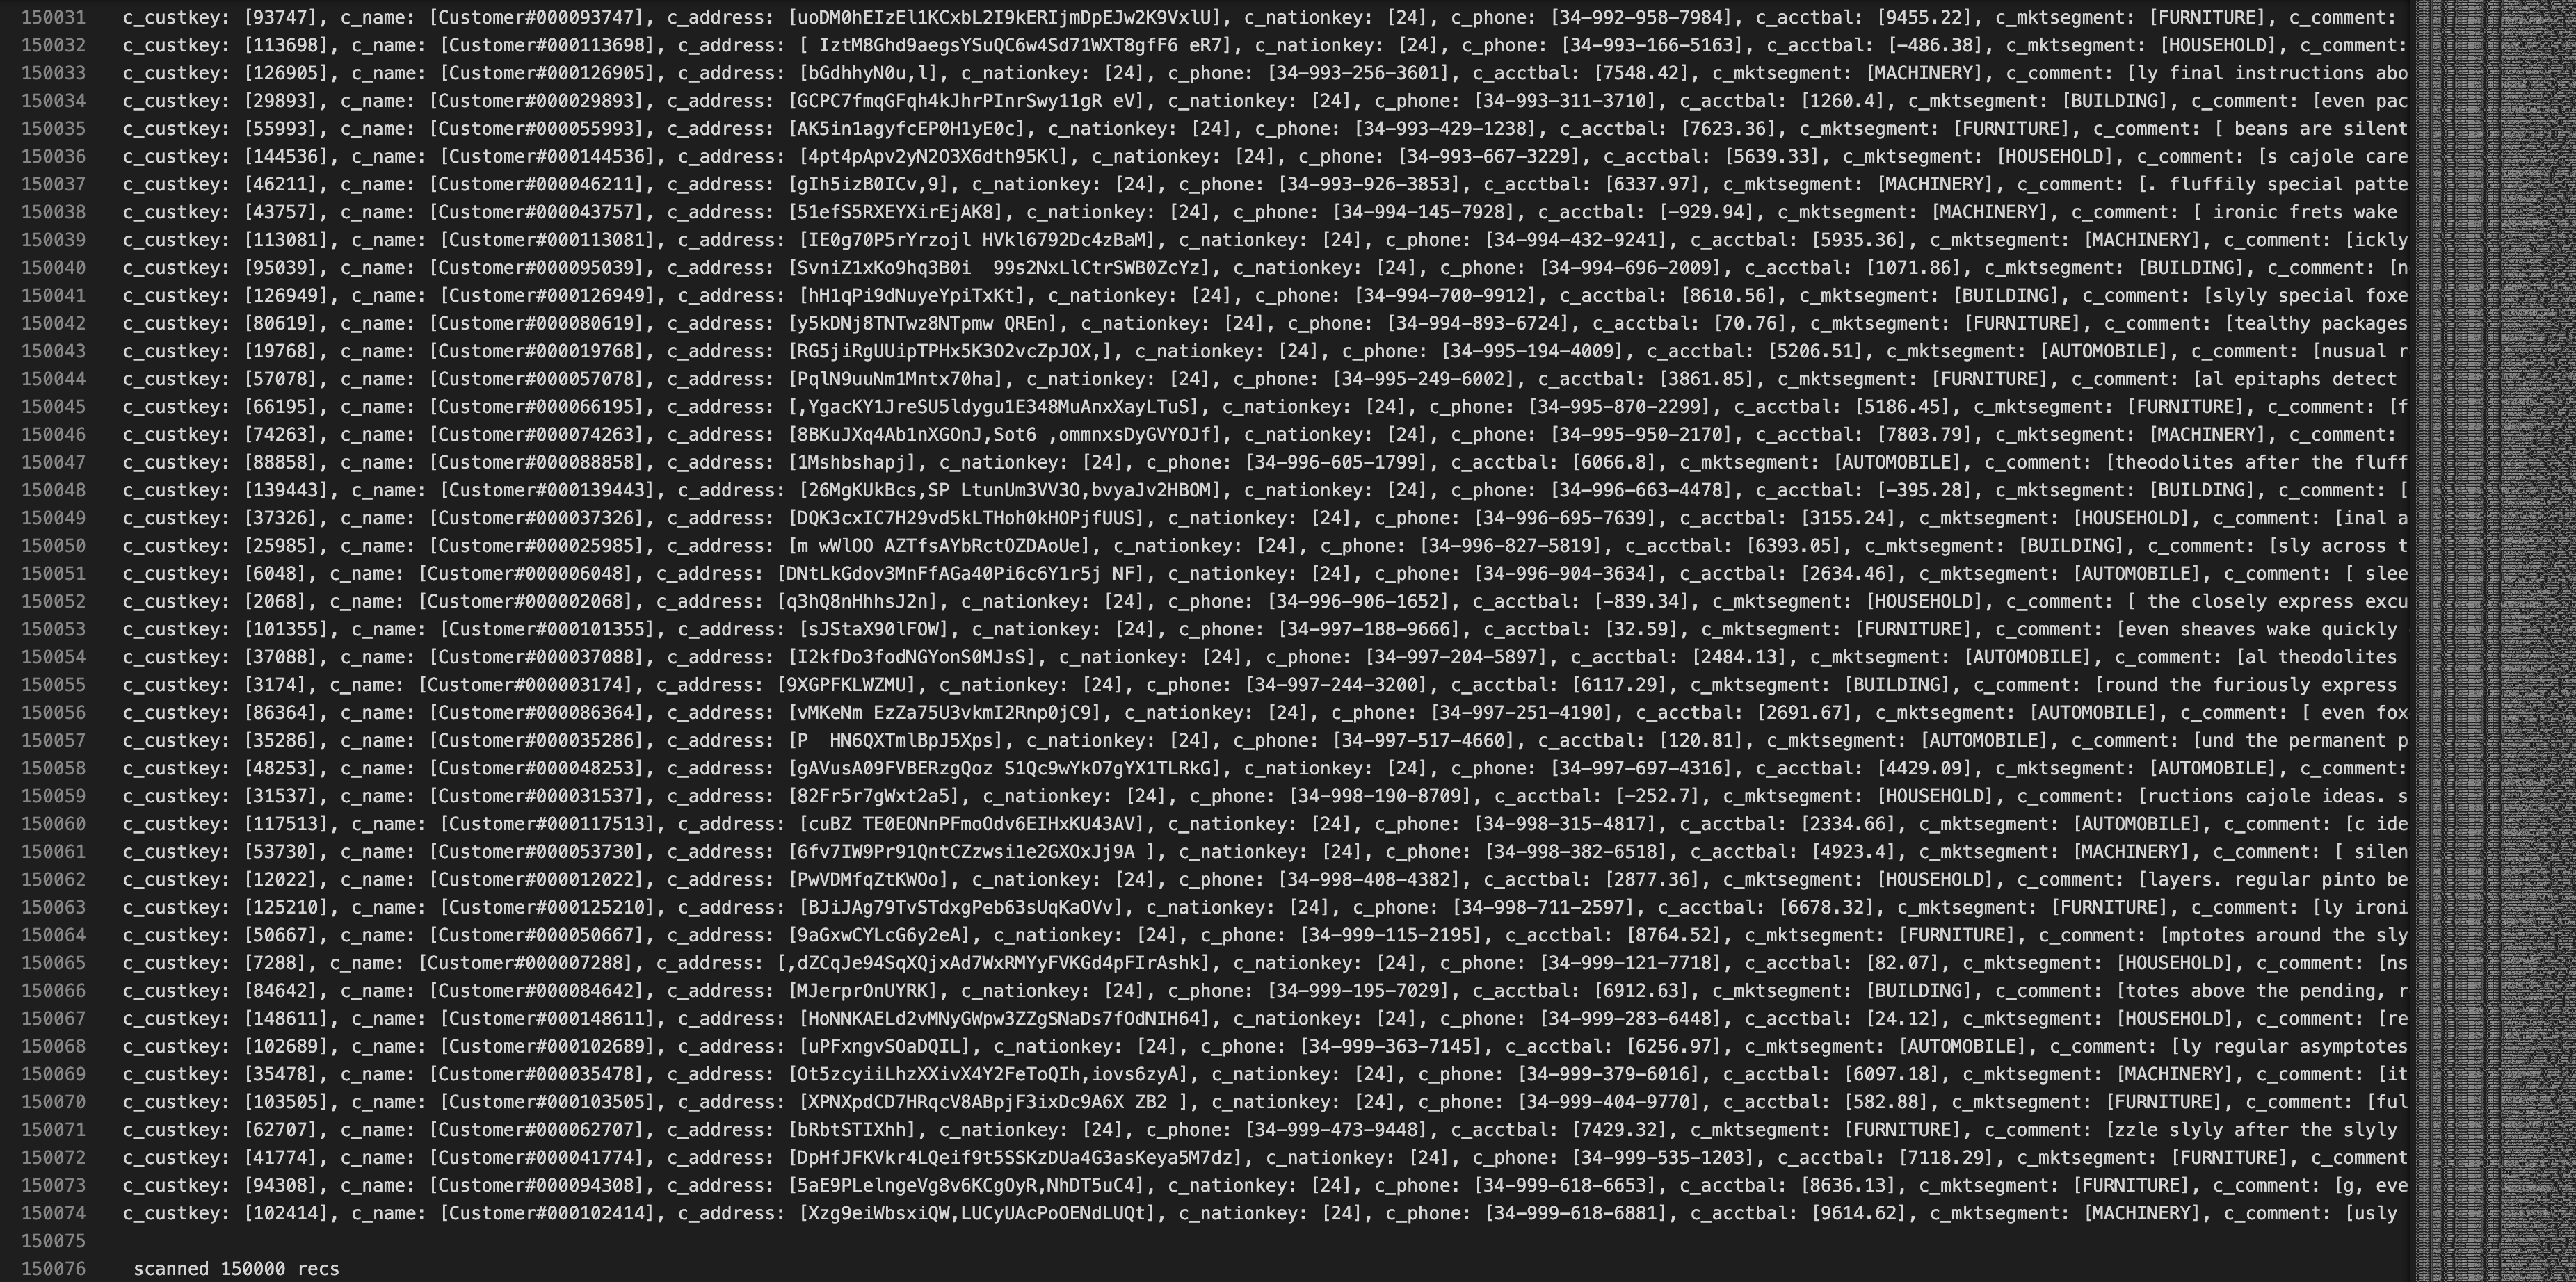 150031 c_custkey: [93747], c_name: [Customer#000093747], c_address: [uoDM0hEIzEl1KCxbL2I9kERIjmDpEJw2K9VxlU], c_nationkey: [24], c_phone: [34-992-958-7984], c_acctbal: [9455.22], c_mktsegment: [FURNITURE], c_comment:
150032 c_custkey: [113698], c_name: [Customer#000113698], c_address: [ IztM8Ghd9aegsYSuQC6w4Sd71WXT8gfF6 eR7], c_nationkey: [24], c_phone: [34-993-166-5163], c_acctbal: [-486.38], c_mktsegment: [HOUSEHOLD], c_comment:
150033 c_custkey: [126905], c_name: [Customer#000126905], c_address: [bGdhhyN0u,l], c_nationkey: [24], c_phone: [34-993-256-3601], c_acctbal: [7548.42], c_mktsegment: [MACHINERY], c_comment: [ly final instructions abo
150034 c_custkey: [29893], c_name: [Customer#000029893], c_address: [GCPC7fmqGFqh4kJhrPInrSwy11gR eV], c_nationkey: [24], c_phone: [34-993-311-3710], c_acctbal: [1260.4], c_mktsegment: [BUILDING], c_comment: [even pac
150035 c_custkey: [55993], c_name: [Customer#000055993], c_address: [AK5in1agyfcEP0H1yE0c], c_nationkey: [24], c_phone: [34-993-429-1238], c_acctbal: [7623.36], c_mktsegment: [FURNITURE], c_comment: [ beans are silent
150036 c_custkey: [144536], c_name: [Customer#000144536], c_address: [4pt4pApv2yN2O3X6dth95Kl], c_nationkey: [24], c_phone: [34-993-667-3229], c_acctbal: [5639.33], c_mktsegment: [HOUSEHOLD], c_comment: [s cajole care
150037 c_custkey: [46211], c_name: [Customer#000046211], c_address: [gIh5izB0ICv,9], c_nationkey: [24], c_phone: [34-993-926-3853], c_acctbal: [6337.97], c_mktsegment: [MACHINERY], c_comment: [. fluffily special patte
150038 c_custkey: [43757], c_name: [Customer#000043757], c_address: [51efS5RXEYXirEjAK8], c_nationkey: [24], c_phone: [34-994-145-7928], c_acctbal: [-929.94], c_mktsegment: [MACHINERY], c_comment: [ ironic frets wake
150039 c_custkey: [113081], c_name: [Customer#000113081], c_address: [IE0g70P5rYrzojl HVkl6792Dc4zBaM], c_nationkey: [24], c_phone: [34-994-432-9241], c_acctbal: [5935.36], c_mktsegment: [MACHINERY], c_comment: [ickly
150040 c_custkey: [95039], c_name: [Customer#000095039], c_address: [SvniZ1xKo9hq3B0i  99s2NxLlCtrSWB0ZcYz], c_nationkey: [24], c_phone: [34-994-696-2009], c_acctbal: [1071.86], c_mktsegment: [BUILDING], c_comment: [n
150041 c_custkey: [126949], c_name: [Customer#000126949], c_address: [hH1qPi9dNuyeYpiTxKt], c_nationkey: [24], c_phone: [34-994-700-9912], c_acctbal: [8610.56], c_mktsegment: [BUILDING], c_comment: [slyly special foxe
150042 c_custkey: [80619], c_name: [Customer#000080619], c_address: [y5kDNj8TNTwz8NTpmw QREn], c_nationkey: [24], c_phone: [34-994-893-6724], c_acctbal: [70.76], c_mktsegment: [FURNITURE], c_comment: [tealthy packages
150043 c_custkey: [19768], c_name: [Customer#000019768], c_address: [RG5jiRgUUipTPHx5K3O2vcZpJOX,], c_nationkey: [24], c_phone: [34-995-194-4009], c_acctbal: [5206.51], c_mktsegment: [AUTOMOBILE], c_comment: [nusual r
150044 c_custkey: [57078], c_name: [Customer#000057078], c_address: [PqlN9uuNm1Mntx70ha], c_nationkey: [24], c_phone: [34-995-249-6002], c_acctbal: [3861.85], c_mktsegment: [FURNITURE], c_comment: [al epitaphs detect
150045 c_custkey: [66195], c_name: [Customer#000066195], c_address: [,YgacKY1JreSU5ldygu1E348MuAnxXayLTuS], c_nationkey: [24], c_phone: [34-995-870-2299], c_acctbal: [5186.45], c_mktsegment: [FURNITURE], c_comment: [f
150046 c_custkey: [74263], c_name: [Customer#000074263], c_address: [8BKuJXq4Ab1nXGOnJ,Sot6 ,ommnxsDyGVYOJf], c_nationkey: [24], c_phone: [34-995-950-2170], c_acctbal: [7803.79], c_mktsegment: [MACHINERY], c_comment:
150047 c_custkey: [88858], c_name: [Customer#000088858], c_address: [1Mshbshapj], c_nationkey: [24], c_phone: [34-996-605-1799], c_acctbal: [6066.8], c_mktsegment: [AUTOMOBILE], c_comment: [theodolites after the fluff
150048 c_custkey: [139443], c_name: [Customer#000139443], c_address: [26MgKUkBcs,SP LtunUm3VV3O,bvyaJv2HBOM], c_nationkey: [24], c_phone: [34-996-663-4478], c_acctbal: [-395.28], c_mktsegment: [BUILDING], c_comment: [
150049 c_custkey: [37326], c_name: [Customer#000037326], c_address: [DQK3cxIC7H29vd5kLTHoh0kHOPjfUUS], c_nationkey: [24], c_phone: [34-996-695-7639], c_acctbal: [3155.24], c_mktsegment: [HOUSEHOLD], c_comment: [inal a
150050 c_custkey: [25985], c_name: [Customer#000025985], c_address: [m wWlOO AZTfsAYbRctOZDAoUe], c_nationkey: [24], c_phone: [34-996-827-5819], c_acctbal: [6393.05], c_mktsegment: [BUILDING], c_comment: [sly across t
150051 c_custkey: [6048], c_name: [Customer#000006048], c_address: [DNtLkGdov3MnFfAGa40Pi6c6Y1r5j NF], c_nationkey: [24], c_phone: [34-996-904-3634], c_acctbal: [2634.46], c_mktsegment: [AUTOMOBILE], c_comment: [ slee
150052 c_custkey: [2068], c_name: [Customer#000002068], c_address: [q3hQ8nHhhsJ2n], c_nationkey: [24], c_phone: [34-996-906-1652], c_acctbal: [-839.34], c_mktsegment: [HOUSEHOLD], c_comment: [ the closely express excu
150053 c_custkey: [101355], c_name: [Customer#000101355], c_address: [sJStaX90lFOW], c_nationkey: [24], c_phone: [34-997-188-9666], c_acctbal: [32.59], c_mktsegment: [FURNITURE], c_comment: [even sheaves wake quickly
150054 c_custkey: [37088], c_name: [Customer#000037088], c_address: [I2kfDo3fodNGYonS0MJsS], c_nationkey: [24], c_phone: [34-997-204-5897], c_acctbal: [2484.13], c_mktsegment: [AUTOMOBILE], c_comment: [al theodolites
150055 c_custkey: [3174], c_name: [Customer#000003174], c_address: [9XGPFKLWZMU], c_nationkey: [24], c_phone: [34-997-244-3200], c_acctbal: [6117.29], c_mktsegment: [BUILDING], c_comment: [round the furiously express
150056 c_custkey: [86364], c_name: [Customer#000086364], c_address: [vMKeNm EzZa75U3vkmI2Rnp0jC9], c_nationkey: [24], c_phone: [34-997-251-4190], c_acctbal: [2691.67], c_mktsegment: [AUTOMOBILE], c_comment: [ even fox
150057 c_custkey: [35286], c_name: [Customer#000035286], c_address: [P  HN6QXTmlBpJ5Xps], c_nationkey: [24], c_phone: [34-997-517-4660], c_acctbal: [120.81], c_mktsegment: [AUTOMOBILE], c_comment: [und the permanent p
150058 c_custkey: [48253], c_name: [Customer#000048253], c_address: [gAVusA09FVBERzgQoz S1Qc9wYkO7gYX1TLRkG], c_nationkey: [24], c_phone: [34-997-697-4316], c_acctbal: [4429.09], c_mktsegment: [AUTOMOBILE], c_comment:
150059 c_custkey: [31537], c_name: [Customer#000031537], c_address: [82Fr5r7gWxt2a5], c_nationkey: [24], c_phone: [34-998-190-8709], c_acctbal: [-252.7], c_mktsegment: [HOUSEHOLD], c_comment: [ructions cajole ideas. s
150060 c_custkey: [117513], c_name: [Customer#000117513], c_address: [cuBZ TE0EONnPFmoOdv6EIHxKU43AV], c_nationkey: [24], c_phone: [34-998-315-4817], c_acctbal: [2334.66], c_mktsegment: [AUTOMOBILE], c_comment: [c ide
150061 c_custkey: [53730], c_name: [Customer#000053730], c_address: [6fv7IW9Pr91QntCZzwsi1e2GXOxJj9A ], c_nationkey: [24], c_phone: [34-998-382-6518], c_acctbal: [4923.4], c_mktsegment: [MACHINERY], c_comment: [ silen
150062 c_custkey: [12022], c_name: [Customer#000012022], c_address: [PwVDMfqZtKWOo], c_nationkey: [24], c_phone: [34-998-408-4382], c_acctbal: [2877.36], c_mktsegment: [HOUSEHOLD], c_comment: [layers. regular pinto be
150063 c_custkey: [125210], c_name: [Customer#000125210], c_address: [BJiJAg79TvSTdxgPeb63sUqKaOVv], c_nationkey: [24], c_phone: [34-998-711-2597], c_acctbal: [6678.32], c_mktsegment: [FURNITURE], c_comment: [ly ironi
150064 c_custkey: [50667], c_name: [Customer#000050667], c_address: [9aGxwCYLcG6y2eA], c_nationkey: [24], c_phone: [34-999-115-2195], c_acctbal: [8764.52], c_mktsegment: [FURNITURE], c_comment: [mptotes around the sly
150065 c_custkey: [7288], c_name: [Customer#000007288], c_address: [,dZCqJe94SqXQjxAd7WxRMYyFVKGd4pFIrAshk], c_nationkey: [24], c_phone: [34-999-121-7718], c_acctbal: [82.07], c_mktsegment: [HOUSEHOLD], c_comment: [ns
150066 c_custkey: [84642], c_name: [Customer#000084642], c_address: [MJerprOnUYRK], c_nationkey: [24], c_phone: [34-999-195-7029], c_acctbal: [6912.63], c_mktsegment: [BUILDING], c_comment: [totes above the pending, r
150067 c_custkey: [148611], c_name: [Customer#000148611], c_address: [HoNNKAELd2vMNyGWpw3ZZgSNaDs7fOdNIH64], c_nationkey: [24], c_phone: [34-999-283-6448], c_acctbal: [24.12], c_mktsegment: [HOUSEHOLD], c_comment: [re
150068 c_custkey: [102689], c_name: [Customer#000102689], c_address: [uPFxngvSOaDQIL], c_nationkey: [24], c_phone: [34-999-363-7145], c_acctbal: [6256.97], c_mktsegment: [AUTOMOBILE], c_comment: [ly regular asymptotes
150069 c_custkey: [35478], c_name: [Customer#000035478], c_address: [Ot5zcyiiLhzXXivX4Y2FeToQIh,iovs6zyA], c_nationkey: [24], c_phone: [34-999-379-6016], c_acctbal: [6097.18], c_mktsegment: [MACHINERY], c_comment: [it
150070 c_custkey: [103505], c_name: [Customer#000103505], c_address: [XPNXpdCD7HRqcV8ABpjF3ixDc9A6X ZB2 ], c_nationkey: [24], c_phone: [34-999-404-9770], c_acctbal: [582.88], c_mktsegment: [FURNITURE], c_comment: [ful
150071 c_custkey: [62707], c_name: [Customer#000062707], c_address: [bRbtSTIXhh], c_nationkey: [24], c_phone: [34-999-473-9448], c_acctbal: [7429.32], c_mktsegment: [FURNITURE], c_comment: [zzle slyly after the slyly
150072 c_custkey: [41774], c_name: [Customer#000041774], c_address: [DpHfJFKVkr4LQeif9t5SSKzDUa4G3asKeya5M7dz], c_nationkey: [24], c_phone: [34-999-535-1203], c_acctbal: [7118.29], c_mktsegment: [FURNITURE], c_comment
150073 c_custkey: [94308], c_name: [Customer#000094308], c_address: [5aE9PLelngeVg8v6KCgOyR,NhDT5uC4], c_nationkey: [24], c_phone: [34-999-618-6653], c_acctbal: [8636.13], c_mktsegment: [FURNITURE], c_comment: [g, eve
150074 c_custkey: [102414], c_name: [Customer#000102414], c_address: [Xzg9eiWbsxiQW,LUCyUAcPoOENdLUQt], c_nationkey: [24], c_phone: [34-999-618-6881], c_acctbal: [9614.62], c_mktsegment: [MACHINERY], c_comment: [usly
150075
150076 scanned 150000 recs